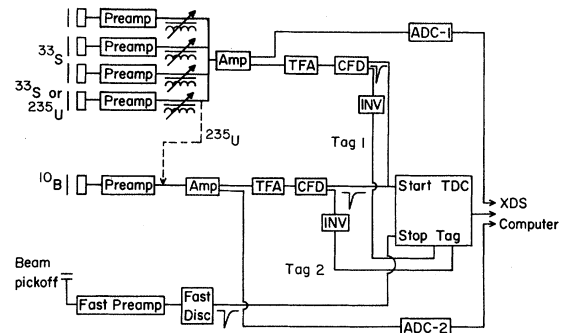 Preamp
ADC-1
33S
Preamp
Amp
TFA
CFD
Preamp
33S or
235U
Preamp
INV
235U
Tag 1
10B
Preamp
Amp
TFA
CFD
Start TDC
XDS
INV
Computer
Stop Tag
Beam
pickoff
Tag 2
Fast Preamp
Fast
Disc
ADC-2